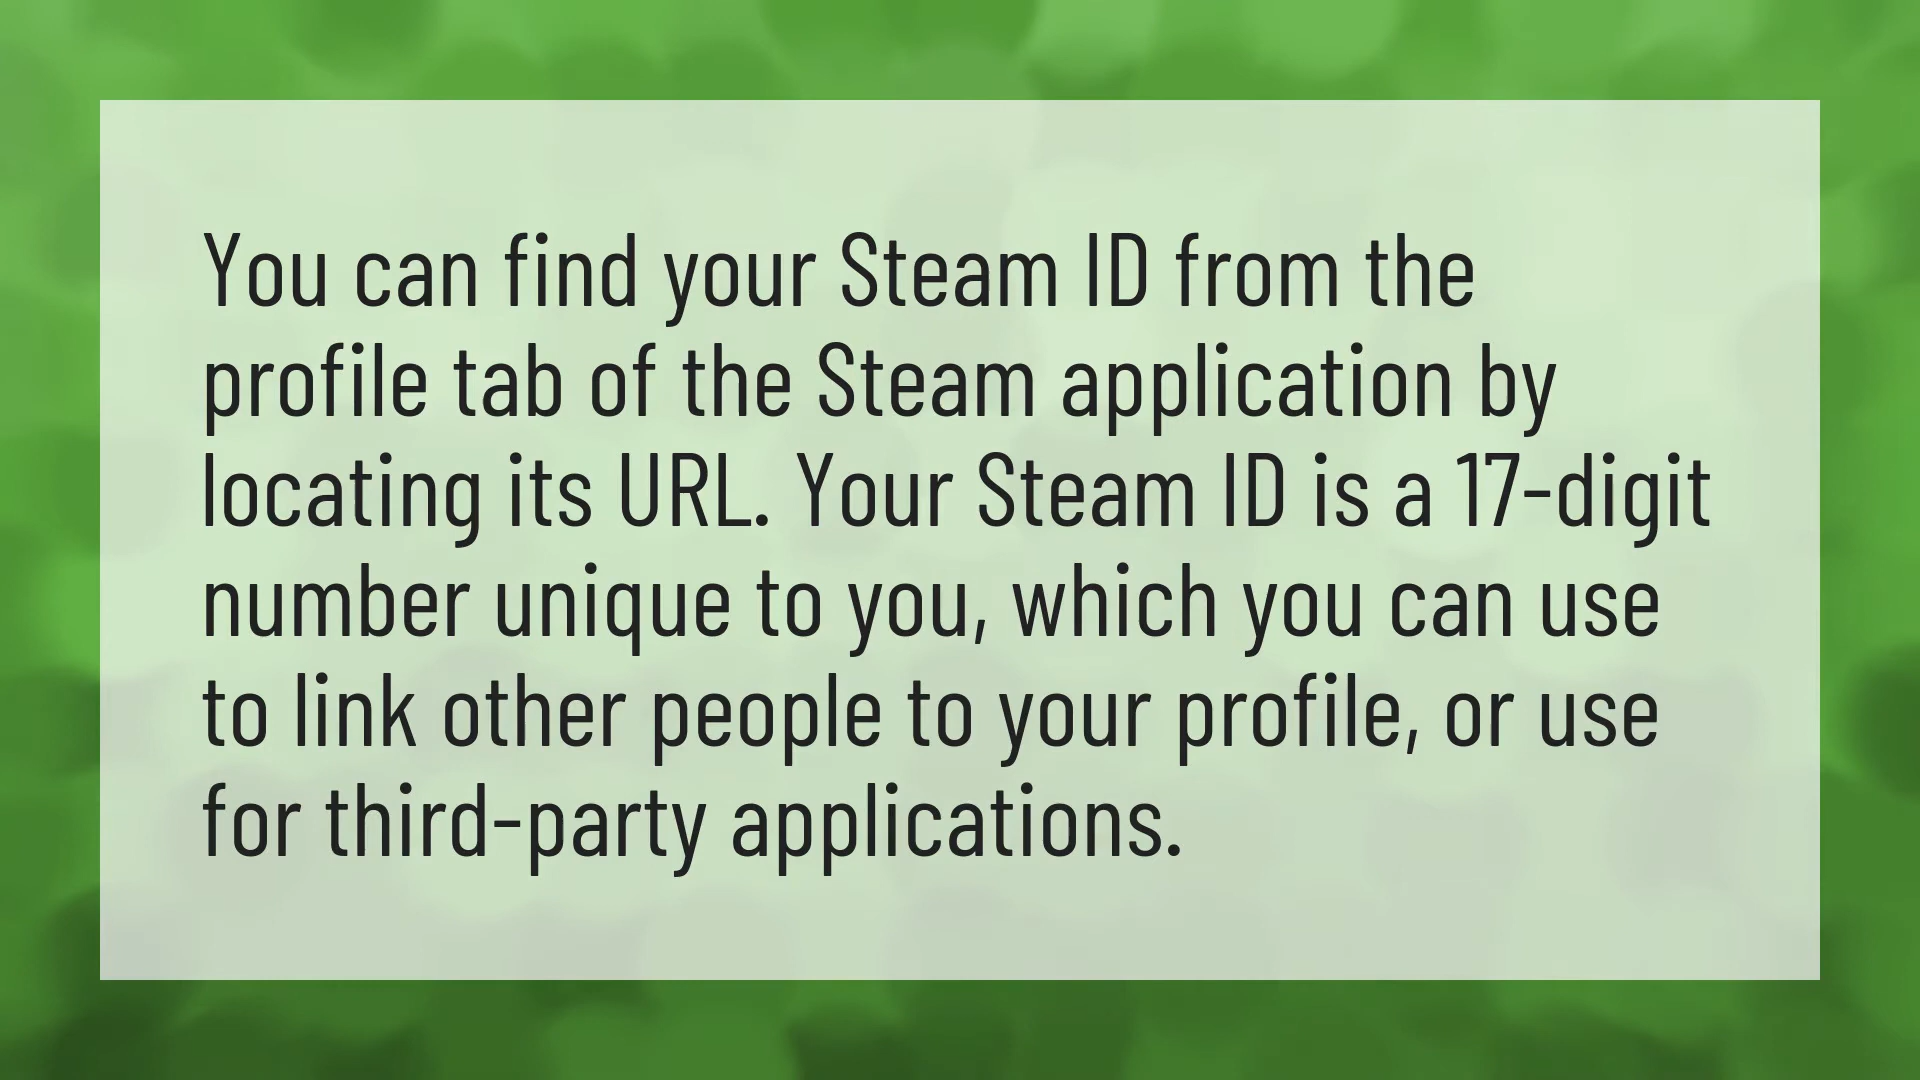 You can find your Steam ID from the
profile tab of the Steam application by
locating its URL. Your Steam ID is a 17-digit
number unique to you, which you can use
to link other people to your profile, or use
for third-party applications.